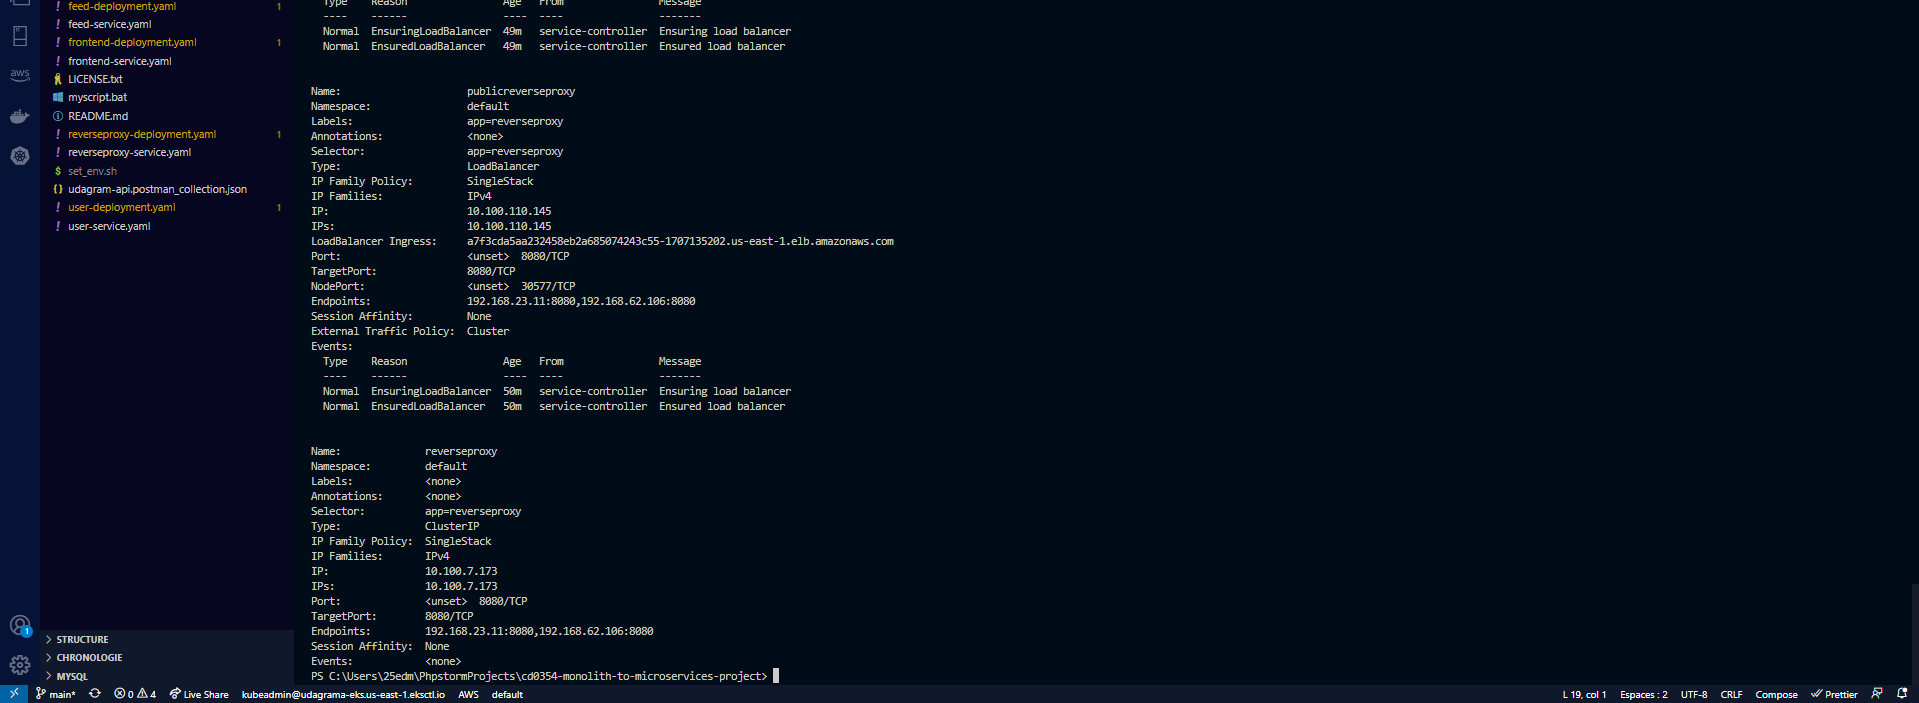 feed-deployment.yaml 1
feed-service.yaml
frontend-deployment.yaml 1
frontend-service.yaml
LICENSE.txt
myscript.bat
README.md
reverseproxy-deployment.yaml 1
reverseproxy-service.yaml
set_env.sh
udagram-api.postman_collection.json
user-deployment.yaml 1
user-service.yaml
aws
STRUCTURE
CHRONOLOGIE
MYSQL
Type Reason Age From Message
---- ------ ---- ---- -------
Normal EnsuringLoadBalancer 49m service-controller Ensuring load balancer
Normal EnsuredLoadBalancer 49m service-controller Ensured load balancer
Name: publicreverseproxy
Namespace: default
Labels: app=reverseproxy
Annotations: <none>
Selector: app=reverseproxy
Type: LoadBalancer
IP Family Policy: SingleStack
IP Families: IPv4
IP: 10.100.110.145
IPs: 10.100.110.145
LoadBalancer Ingress: a7f3cda5aa232458eb2a685074243c55-1707135202.us-east-1.elb.amazonaws.com
Port: <unset> 8080/TCP
TargetPort: 8080/TCP
NodePort: <unset> 30577/TCP
Endpoints: 192.168.23.11:8080,192.168.62.106:8080
Session Affinity: None
External Traffic Policy: Cluster
Events:
Type Reason Age From Message
---- ------ ---- ---- -------
Normal EnsuringLoadBalancer 50m service-controller Ensuring load balancer
Normal EnsuredLoadBalancer 50m service-controller Ensured load balancer
Name: reverseproxy
Namespace: default
Labels: <none>
Annotations: <none>
Selector: app=reverseproxy
Type: ClusterIP
IP Family Policy: SingleStack
IP Families: IPv4
IP: 10.100.7.173
IPs: 10.100.7.173
Port: <unset> 8080/TCP
TargetPort: 8080/TCP
Endpoints: 192.168.23.11:8080,192.168.62.106:8080
Session Affinity: None
Events: <none>
PS C:\Users\25edm\PhpstormProjects\cd0354-monolith-to-microservices-project>
1
main* 0 4 Live Share kubeadmin@udagrama-eks.us-east-1.eksctl.io AWS default L 19, col 1 Espaces : 2 UTF-8 CRLF Compose Prettier